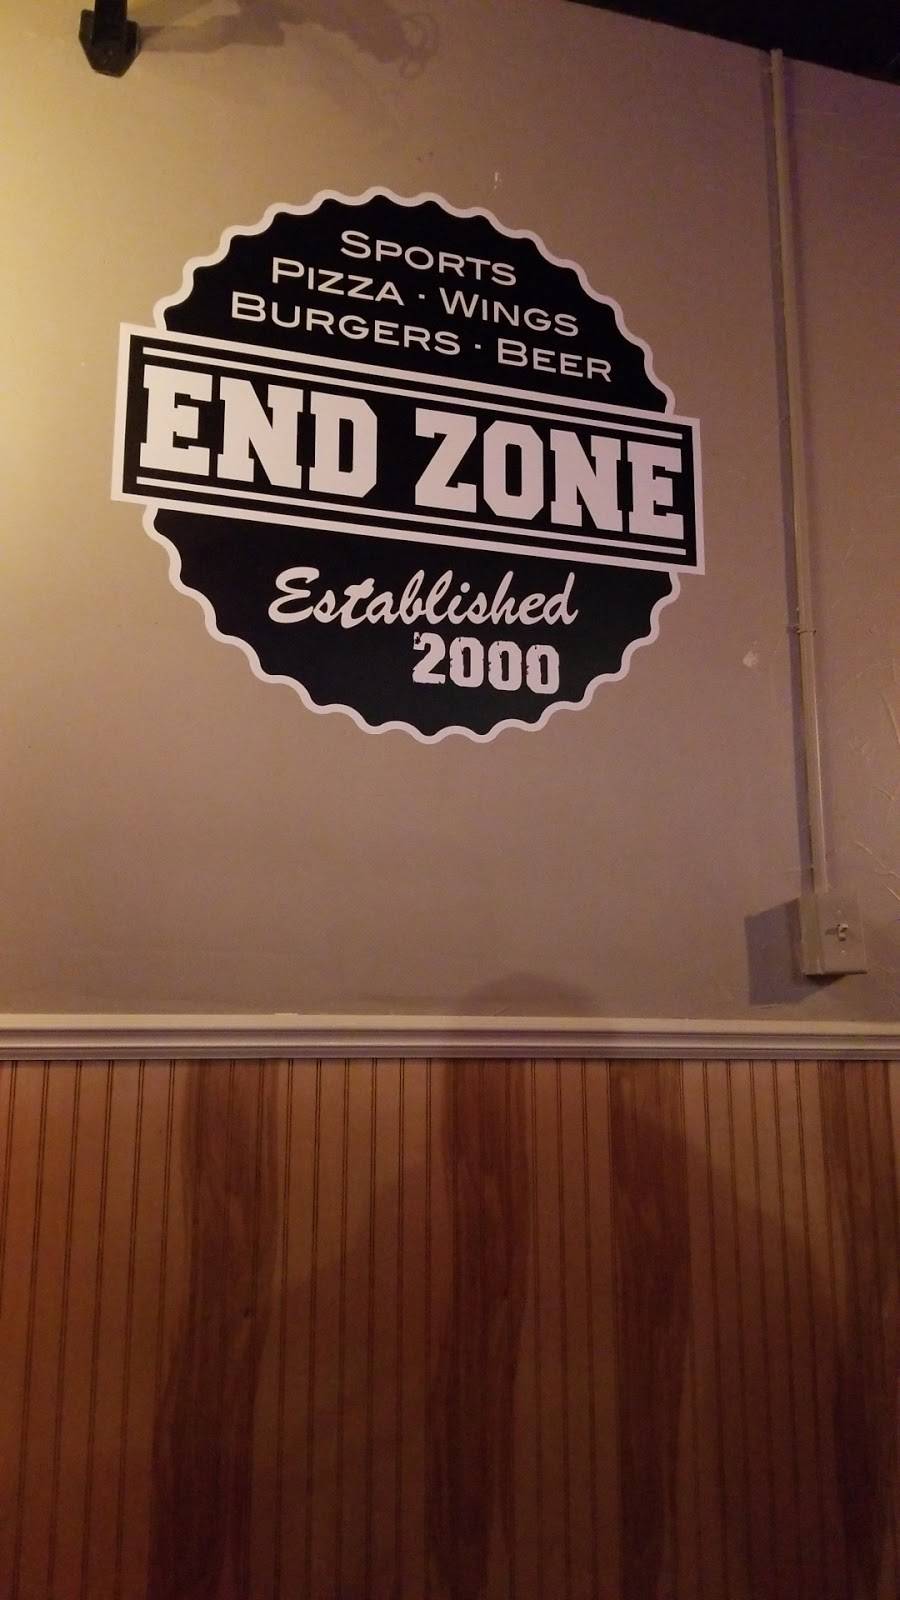 SPORTS
PIZZA · WINGS
BURGERS · BEER
END ZONE
Established
2000